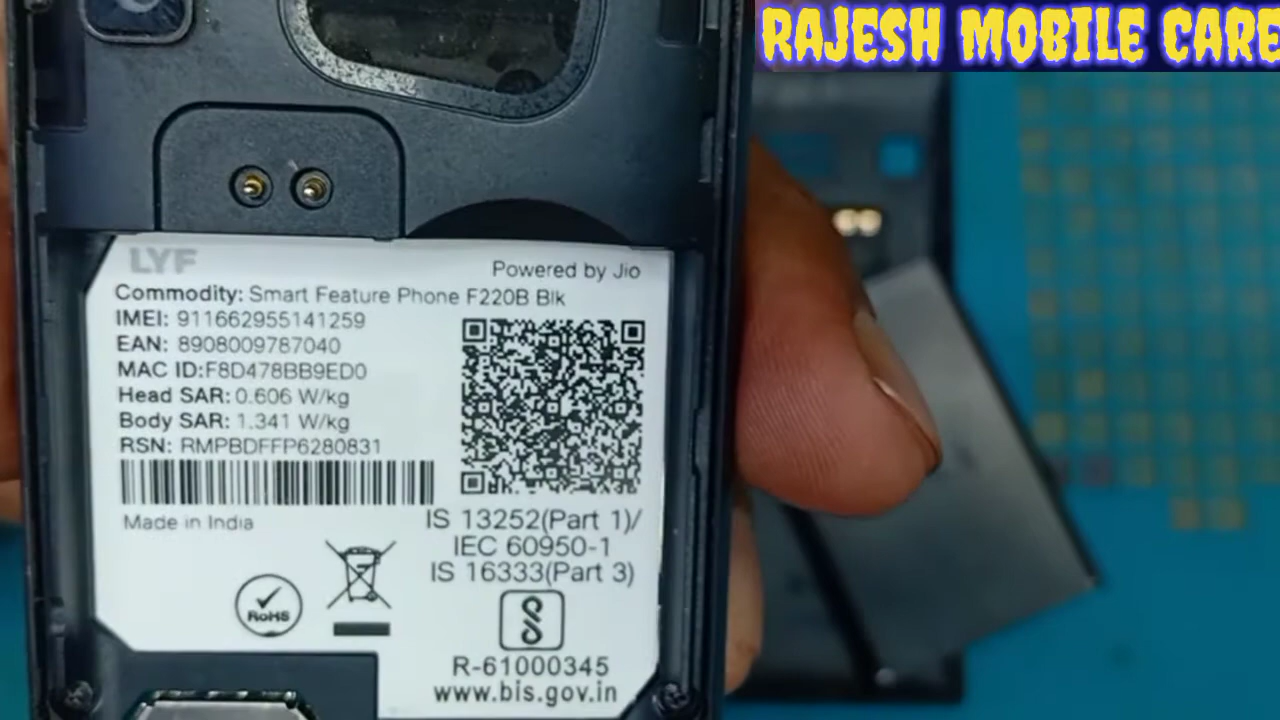 RAJESH MOBILE CARE
LYF
Powered by Jio
Commodity: Smart Feature Phone F220B Blk
IMEI: 911662955141259
EAN: 8908009787040
MAC ID:F8D478BB9ED0
Head SAR: 0.606 W/kg
Body SAR: 1.341 W/kg
RSN: RMPBDFFP6280831
Made in India
IS 13252(Part 1)/
IEC 60950-1
IS 16333(Part 3)
RoHS
R-61000345
www.bis.gov.in